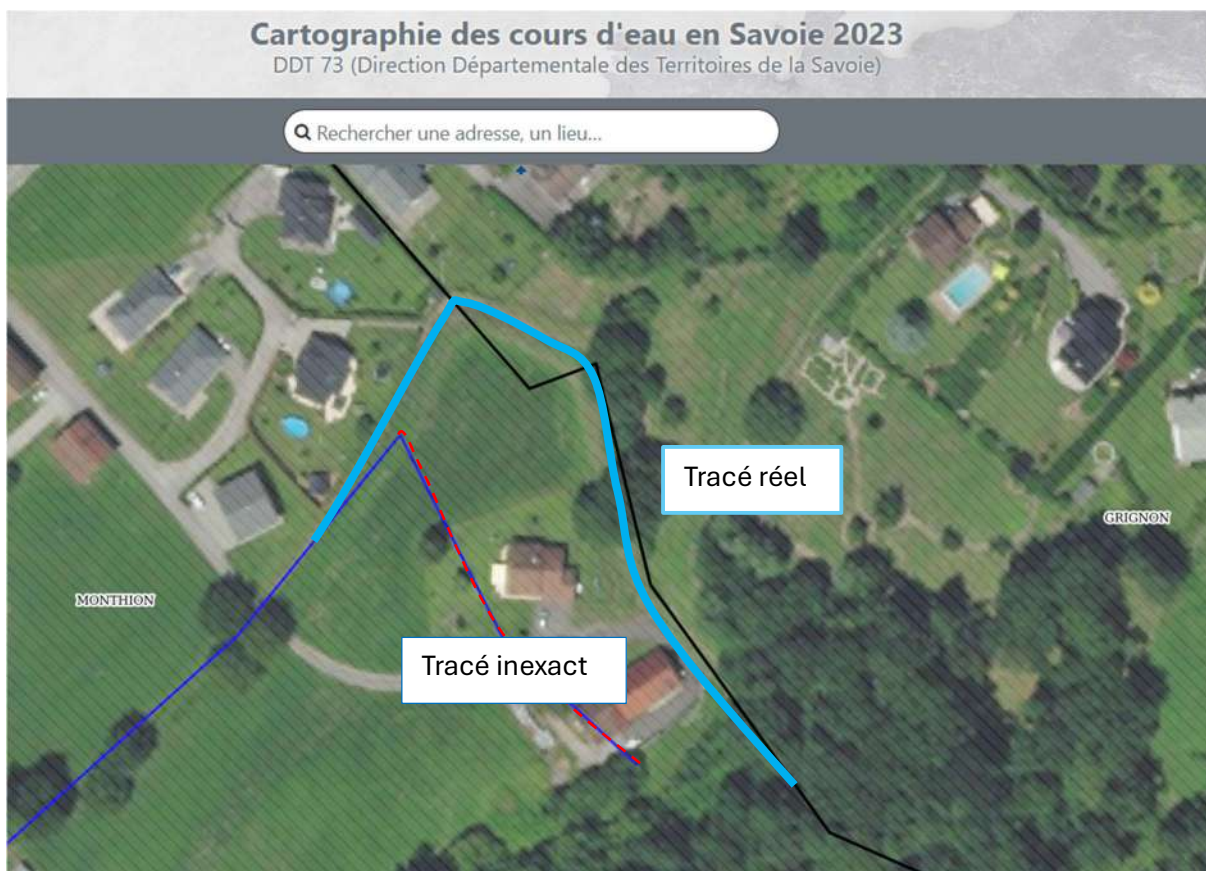 Cartographie des cours d'eau en Savoie 2023
DDT 73 (Direction Départementale des Territoires de la Savoie)
Rechercher une adresse, un lieu...
Tracé réel
GRIGNON
MONTHION
Tracé inexact